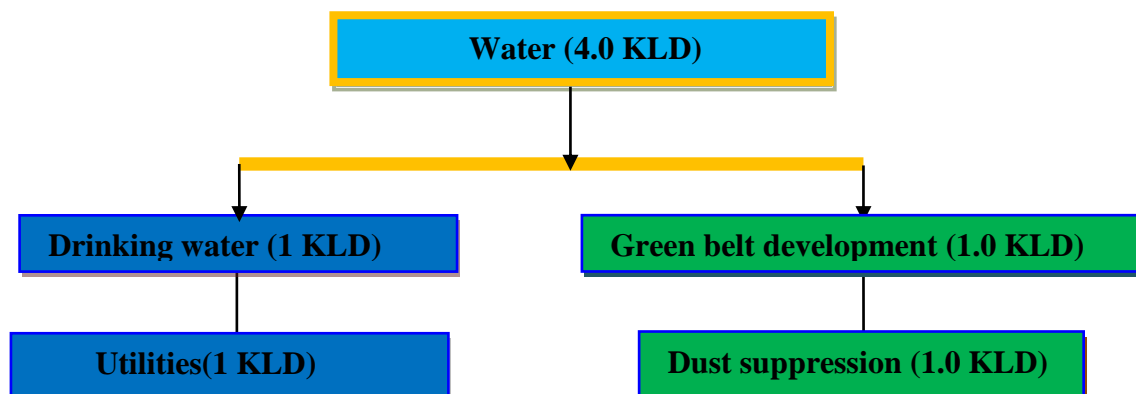 Water (4.0 KLD)
Drinking water (1 KLD)
Green belt development (1.0 KLD)
Utilities(1 KLD)
Dust suppression (1.0 KLD)